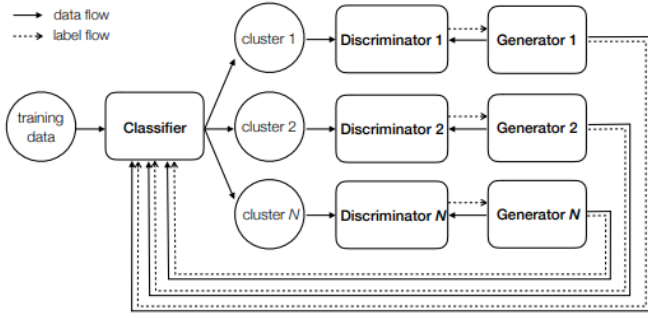 data flow
label flow
cluster 1
Discriminator 1
Generator 1
training
data
Classifier
cluster 2
Discriminator 2
Generator 2
cluster N
Discriminator N
Generator N